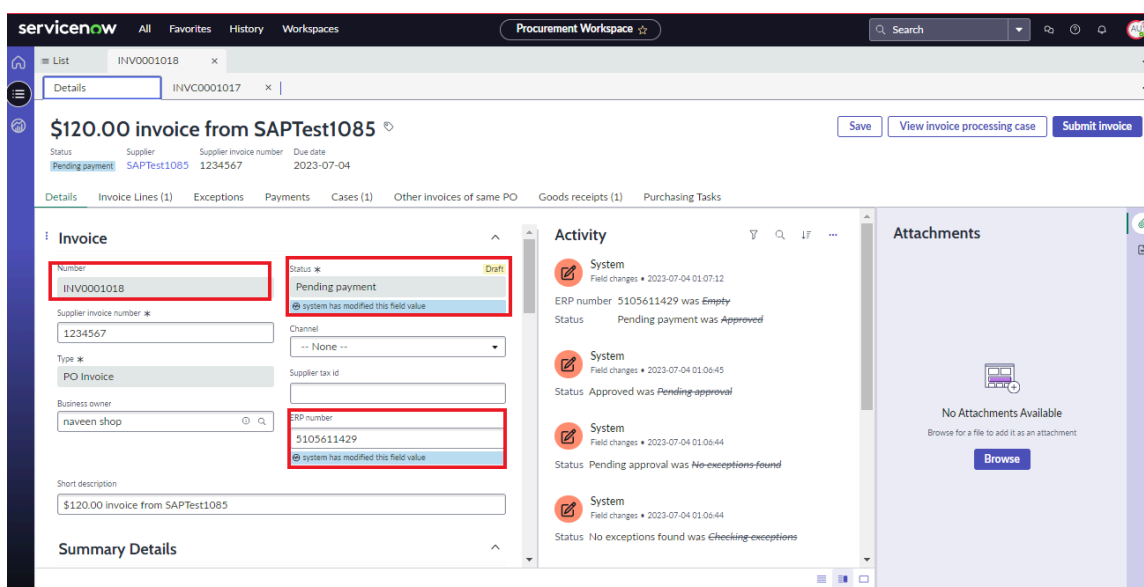 servicenow All Favorites History Workspaces Procurement Workspace Search
List INV0001018 ×
Details INVC0001017 ×
$120.00 invoice from SAPTest1085
Save View invoice processing case Submit invoice
Status Supplier Supplier invoice number Due date
Pending payment SAPTest1085 1234567 2023-07-04
Details Invoice Lines (1) Exceptions Payments Cases (1) Other invoices of same PO Goods receipts (1) Purchasing Tasks
Invoice
Number
INV0001018
Supplier invoice number *
1234567
Type *
PO Invoice
Business owner
naveen shop
Status * Draft
Pending payment
system has modified this field value
Channel
-- None --
Supplier tax id
ERP number
5105611429
system has modified this field value
Short description
$120.00 invoice from SAPTest1085
Summary Details
Activity
System
Field changes • 2023-07-04 01:07:12
ERP number 5105611429 was Empty
Status Pending payment was Approved
System
Field changes • 2023-07-04 01:06:45
Status Approved was Pending approval
System
Field changes • 2023-07-04 01:06:44
Status Pending approval was No exceptions found
System
Field changes • 2023-07-04 01:06:44
Status No exceptions found was Checking exceptions
Attachments
No Attachments Available
Browse for a file to add it as an attachment
Browse